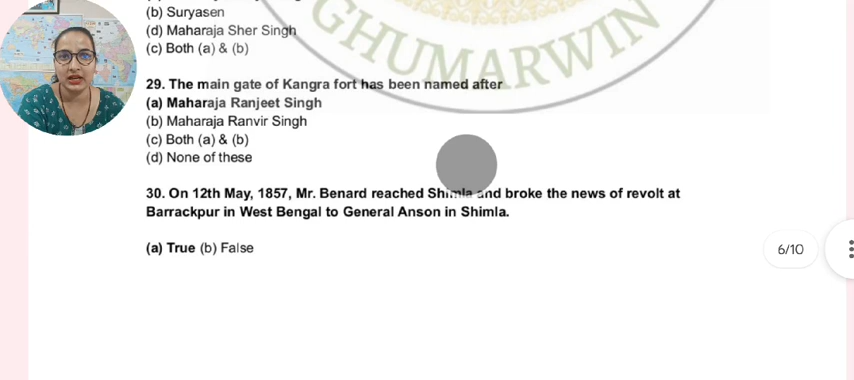 (b) Suryasen
(d) Maharaja Sher Singh
(c) Both (a) & (b)
29. The main gate of Kangra fort has been named after
(a) Maharaja Ranjeet Singh
(b) Maharaja Ranvir Singh
(c) Both (a) & (b)
(d) None of these
30. On 12th May, 1857, Mr. Benard reached Shimla and broke the news of revolt at
Barrackpur in West Bengal to General Anson in Shimla.
(a) True (b) False
6/10
GHUMARWIN